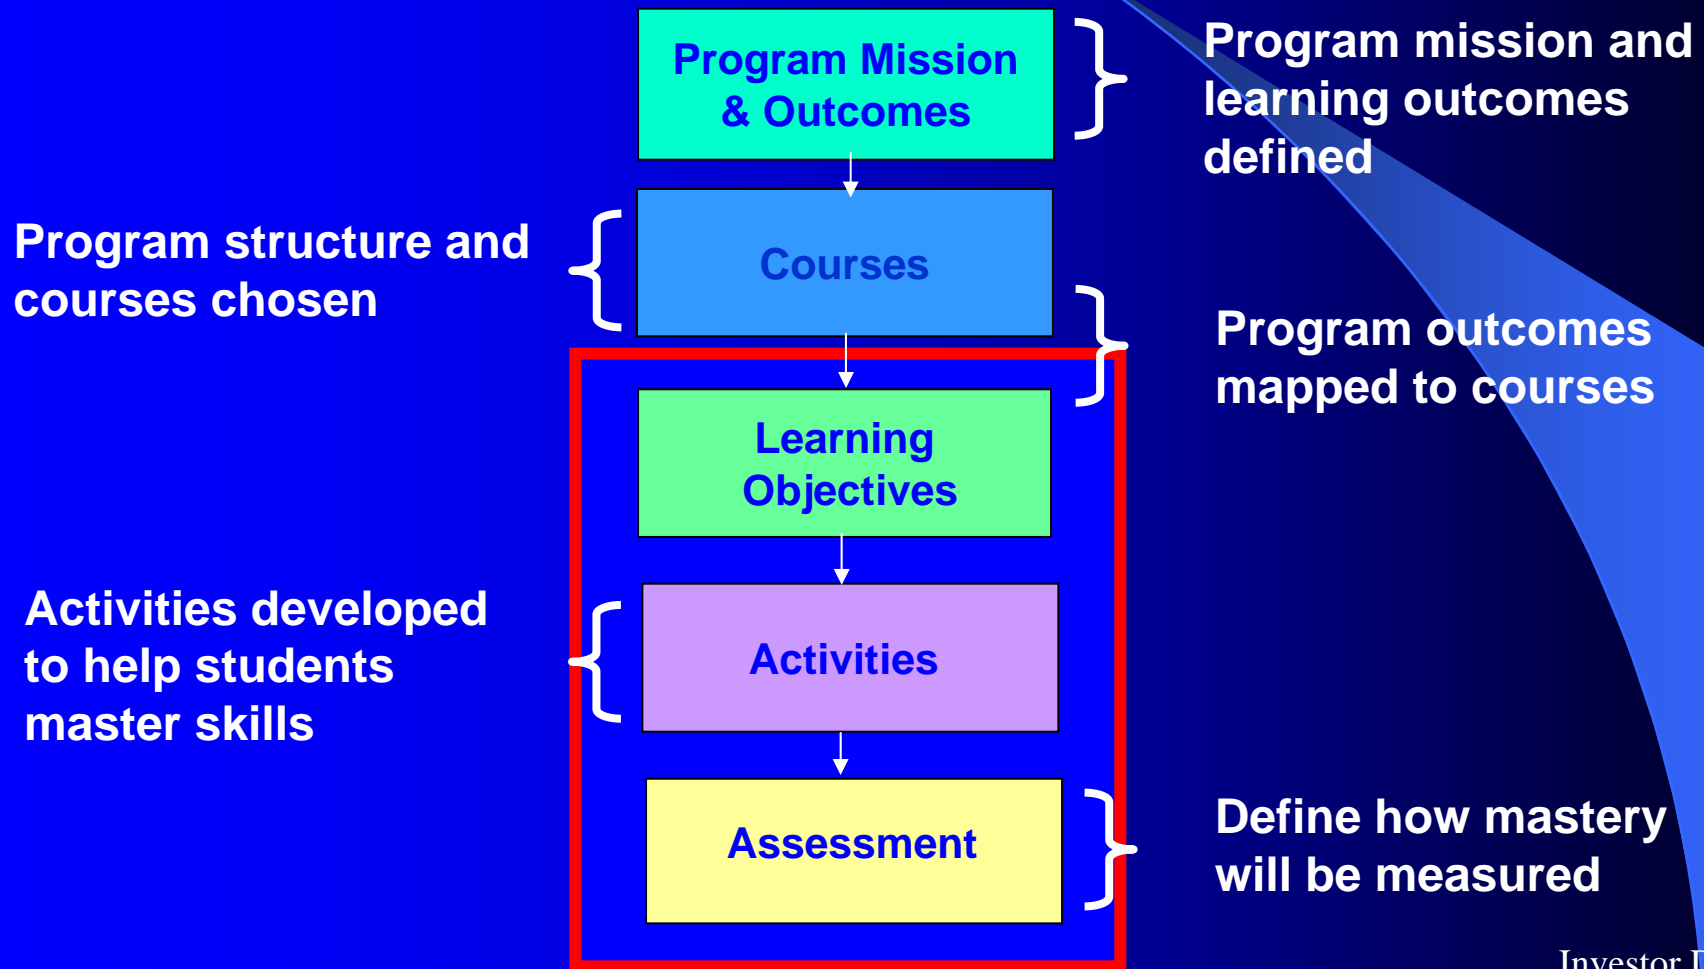 Program Mission
& Outcomes
Program mission and
learning outcomes
defined
Program structure and
courses chosen
Courses
Program outcomes
mapped to courses
Learning
Objectives
Activities developed
to help students
master skills
Activities
Assessment
Define how mastery
will be measured
Investor